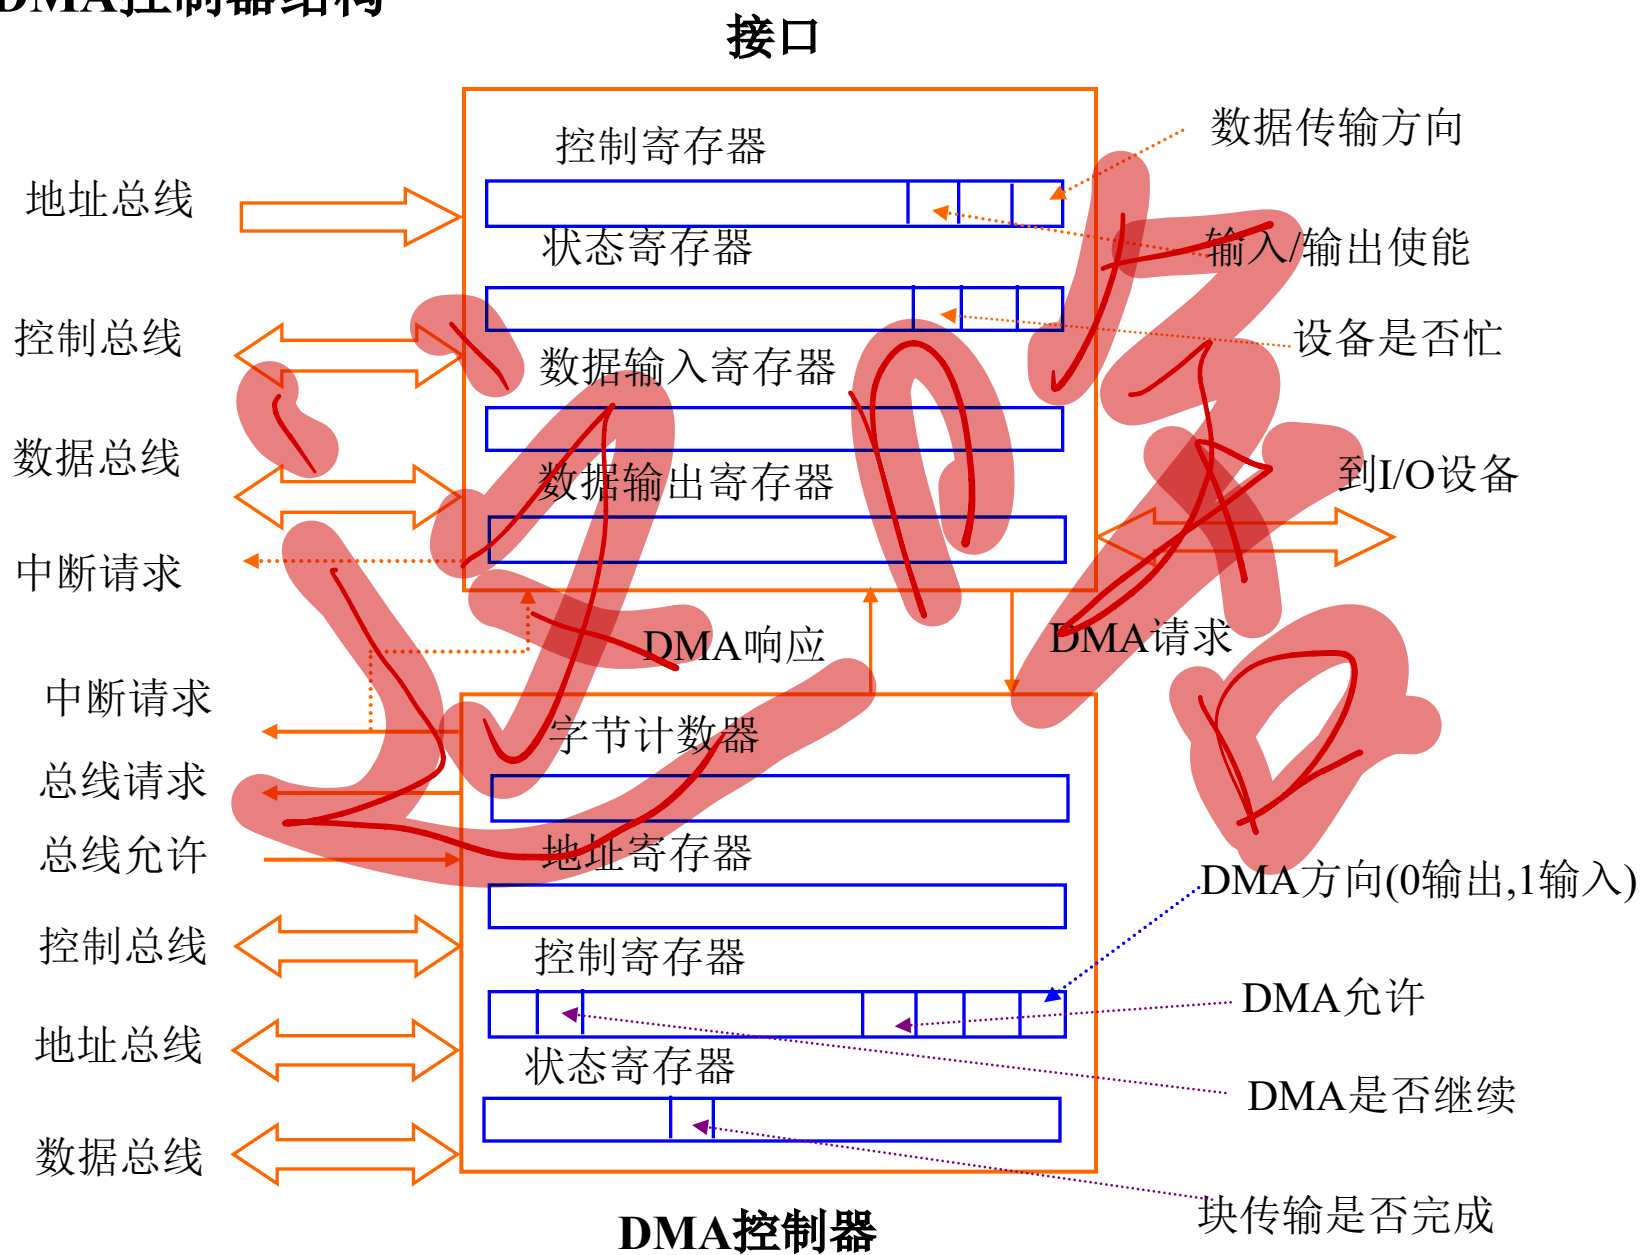 DMA控制器结构
接口
控制寄存器
数据传输方向
地址总线
状态寄存器
输入/输出使能
控制总线
数据输入寄存器
设备是否忙
数据总线
数据输出寄存器
到I/O设备
中断请求
DMA响应
DMA请求
中断请求
字节计数器
总线请求
总线允许
地址寄存器
DMA方向(0输出,1输入)
控制总线
控制寄存器
DMA允许
地址总线
状态寄存器
DMA是否继续
数据总线
块传输是否完成
DMA控制器